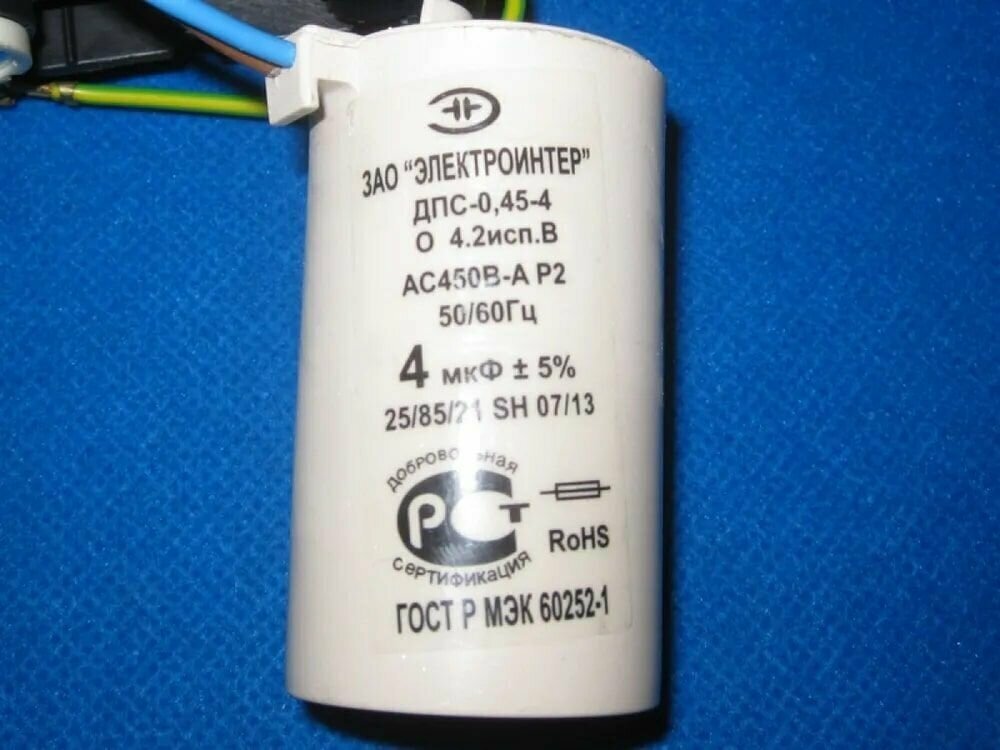 ЗАО "ЭЛЕКТРОИНТЕР"
ДПС-0,45-4
О 4.2исп.В
АС450В-А Р2
50/60Гц
4 мкФ ± 5%
25/85/21 SH 07/13
ДОБРОВОЛЬНАЯ
РСТ
СЕРТИФИКАЦИЯ
RoHS
ГОСТ Р МЭК 60252-1